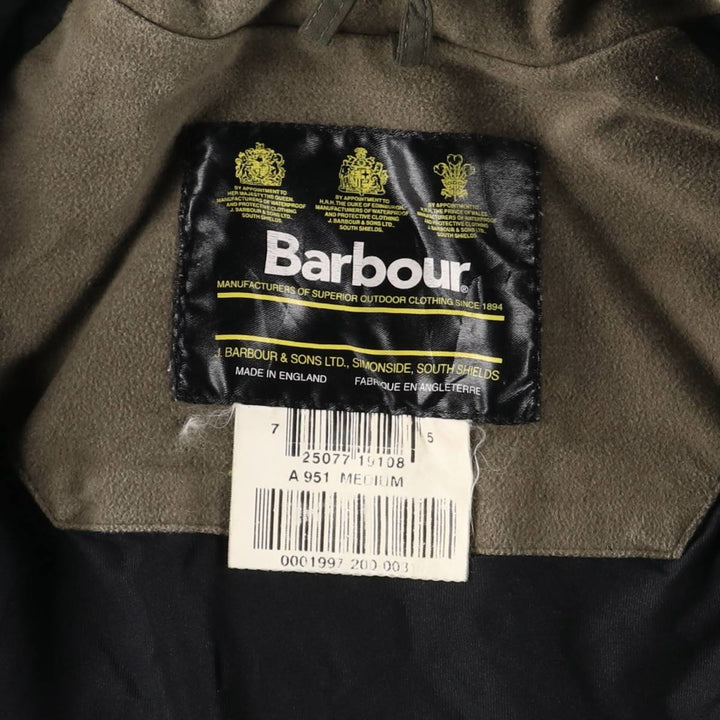 BY APPOINTMENT TO
HER MAJESTY THE QUEEN
MANUFACTURERS OF WATERPROOF
AND PROTECTIVE CLOTHING
J. BARBOUR & SONS LTD.
SOUTH SHIELDS
BY APPOINTMENT TO
H.R.H. THE DUKE OF EDINBURGH
MANUFACTURERS OF WATERPROOF
AND PROTECTIVE CLOTHING
J. BARBOUR & SONS LTD.
SOUTH SHIELDS.
BY APPOINTMENT TO
H.R.H. THE PRINCE OF WALES
MANUFACTURERS OF WATERPROOF
AND PROTECTIVE CLOTHING
J. BARBOUR & SONS LTD.
SOUTH SHIELDS.
Barbour®
MANUFACTURERS OF SUPERIOR OUTDOOR CLOTHING SINCE 1894
J. BARBOUR & SONS LTD., SIMONSIDE, SOUTH SHIELDS
MADE IN ENGLAND FABRIQUE EN ANGLETERRE
7 25077 19108 5
A 951 MEDIUM
0001997 200